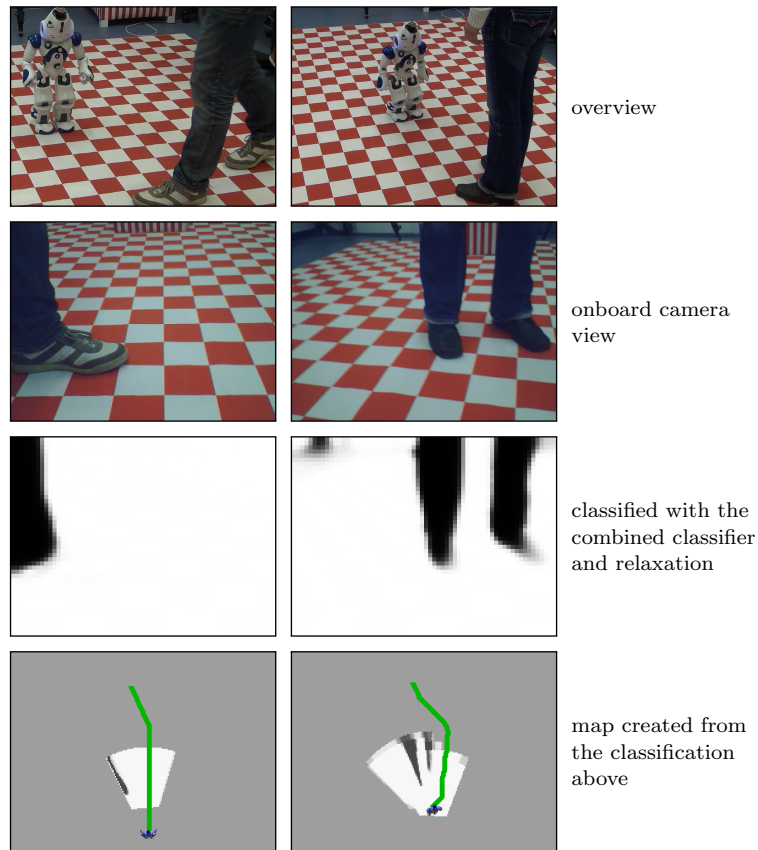 overview
onboard camera
view
classified with the
combined classifier
and relaxation
map created from
the classification
above